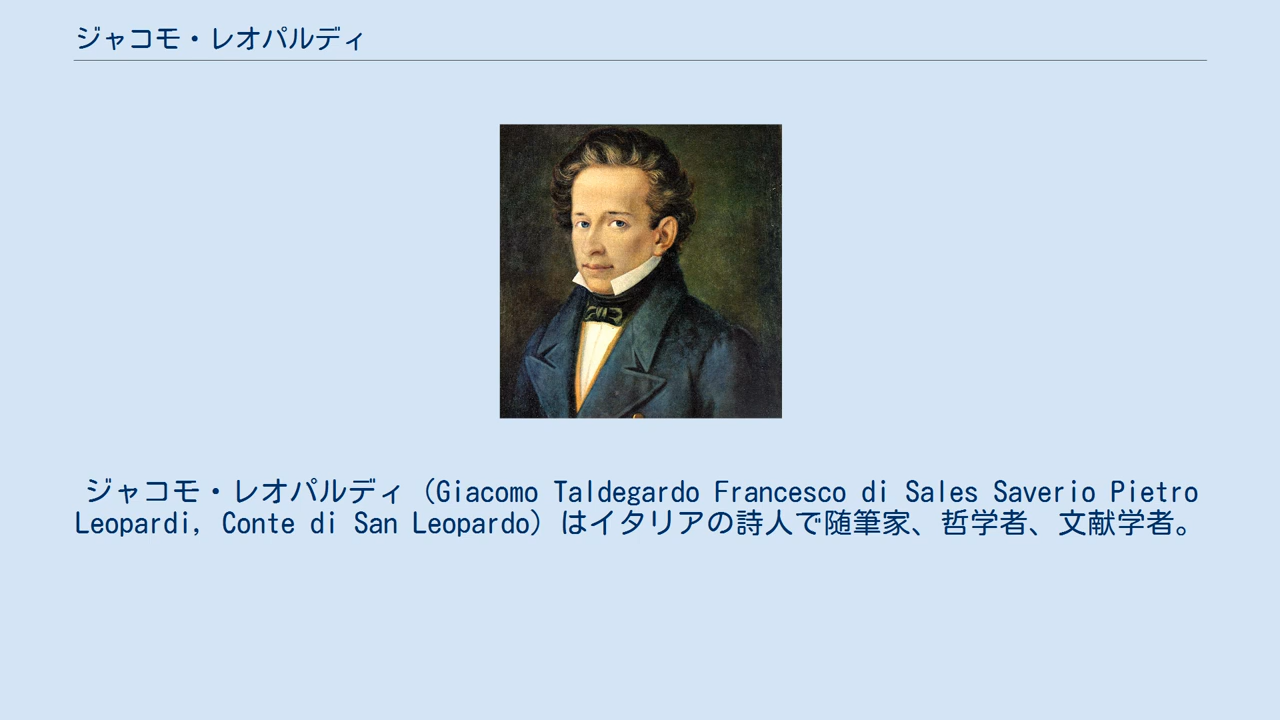 ジャコモ・レオパルディ
ジャコモ・レオパルディ（Giacomo Taldegardo Francesco di Sales Saverio Pietro
Leopardi, Conte di San Leopardo）はイタリアの詩人で随筆家、哲学者、文献学者。